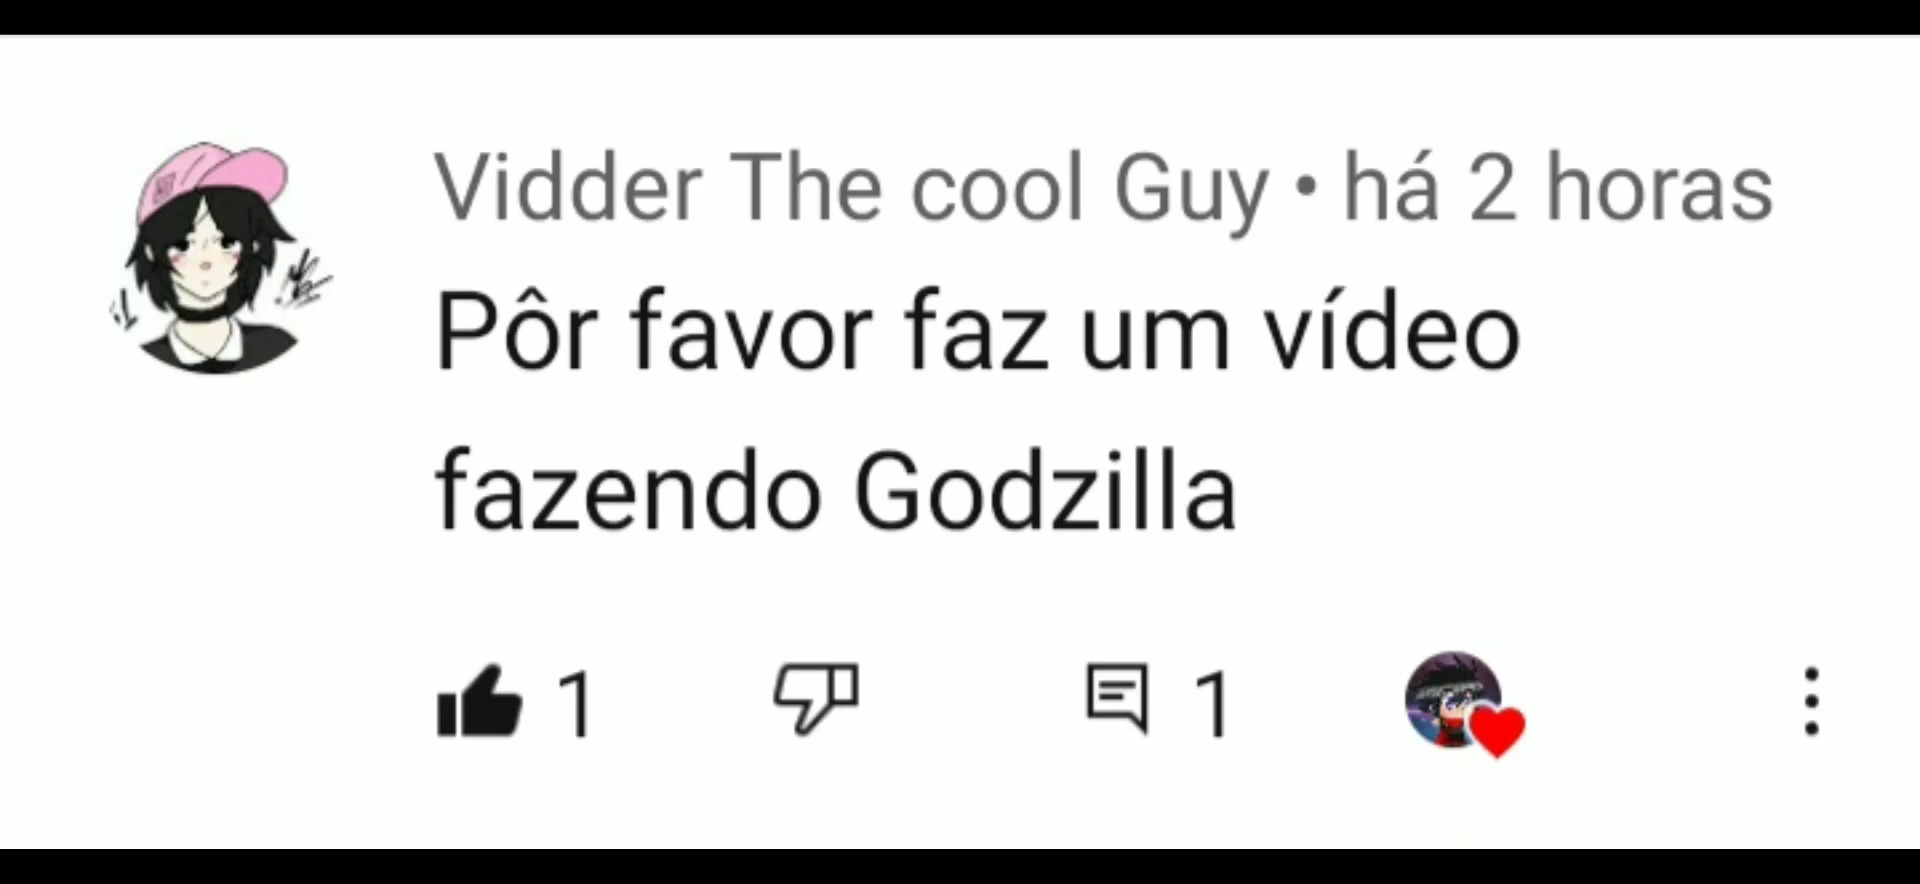 Vidder The cool Guy • há 2 horas
Pôr favor faz um vídeo
fazendo Godzilla
1 1